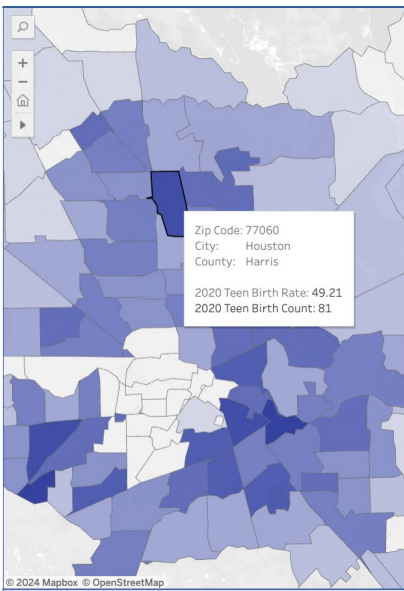 Zip Code: 77060
City: Houston
County: Harris
2020 Teen Birth Rate: 49.21
2020 Teen Birth Count: 81
© 2024 Mapbox © OpenStreetMap